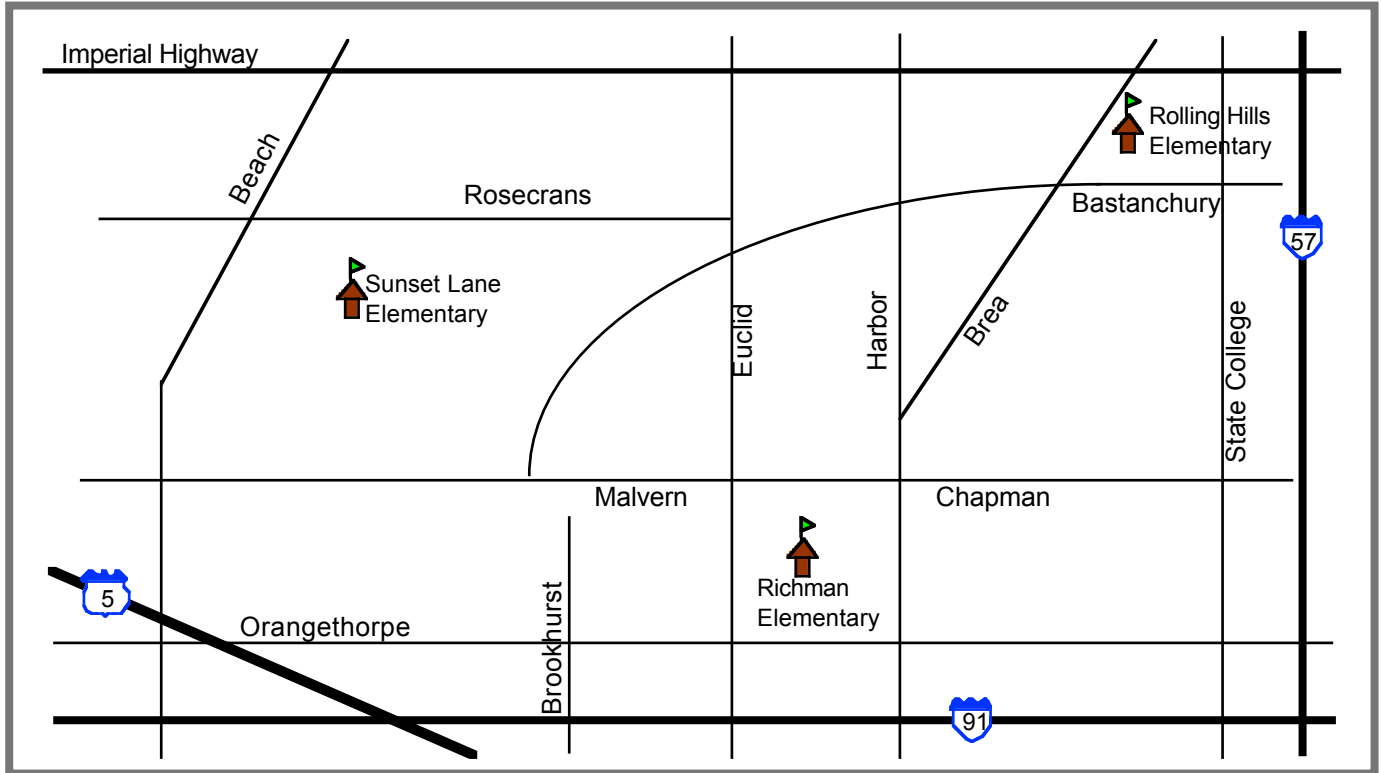 Imperial Highway
Beach
Rosecrans
Rolling Hills
Elementary
Bastanchury
57
Sunset Lane
Elementary
Euclid
Harbor
Brea
State College
Malvern
Chapman
Richman
Elementary
5
Orangethorpe
Brookhurst
91